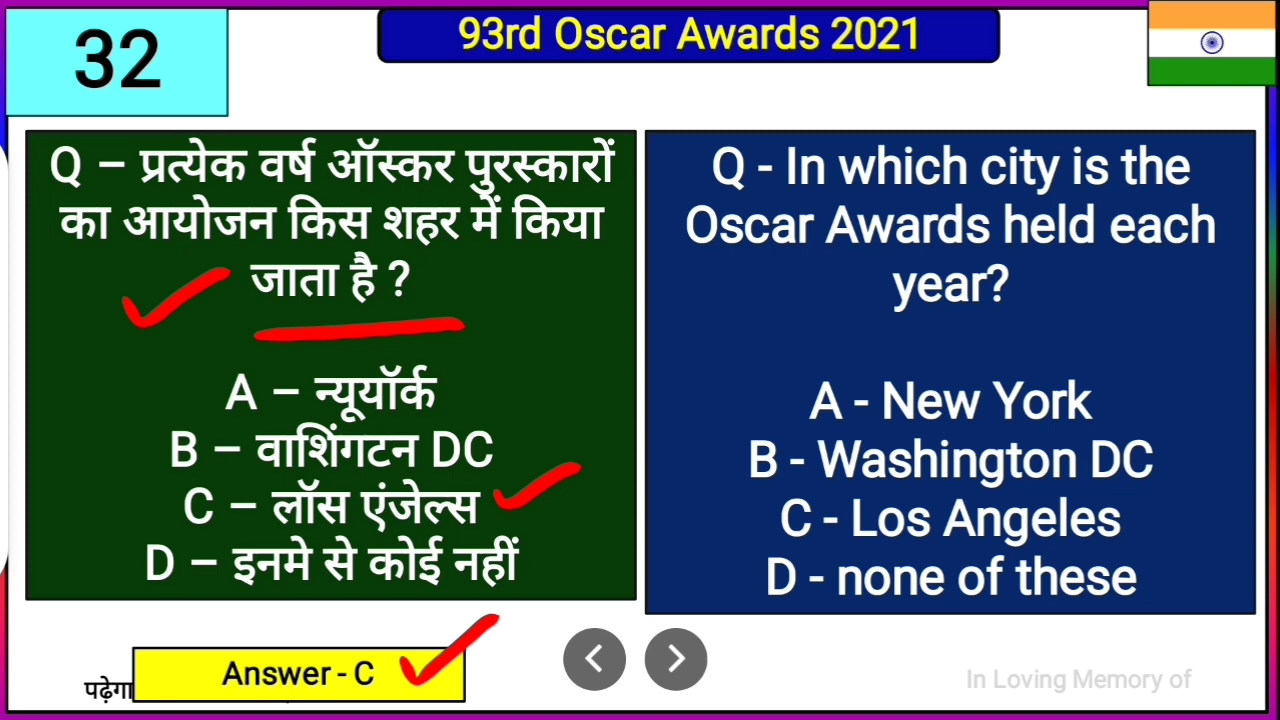 32
93rd Oscar Awards 2021
Q – प्रत्येक वर्ष ऑस्कर पुरस्कारों
का आयोजन किस शहर में किया
जाता है ?
A – न्यूयॉर्क
B – वाशिंगटन DC
C – लॉस एंजेल्स
D – इनमे से कोई नहीं
Q - In which city is the
Oscar Awards held each
year?
A - New York
B - Washington DC
C - Los Angeles
D - none of these
पढ़ेगा
Answer - C
In Loving Memory of